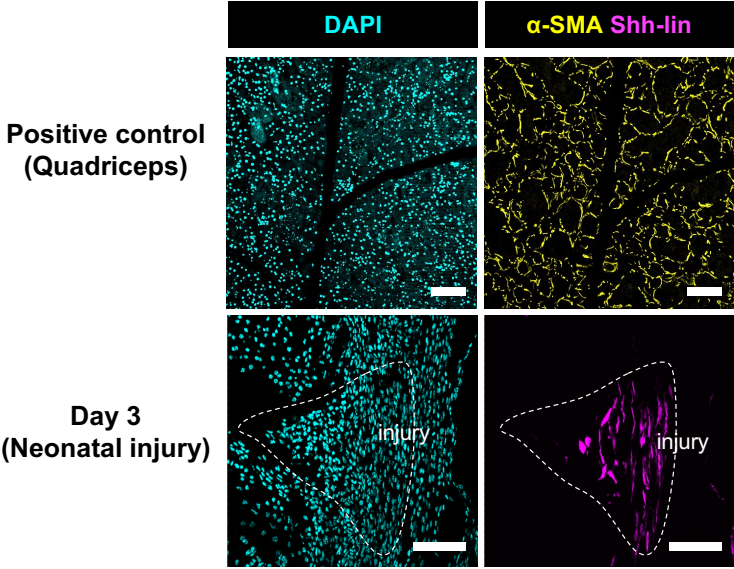 DAPI
α-SMA Shh-lin
Positive control
(Quadriceps)
Day 3
(Neonatal injury)
injury
injury